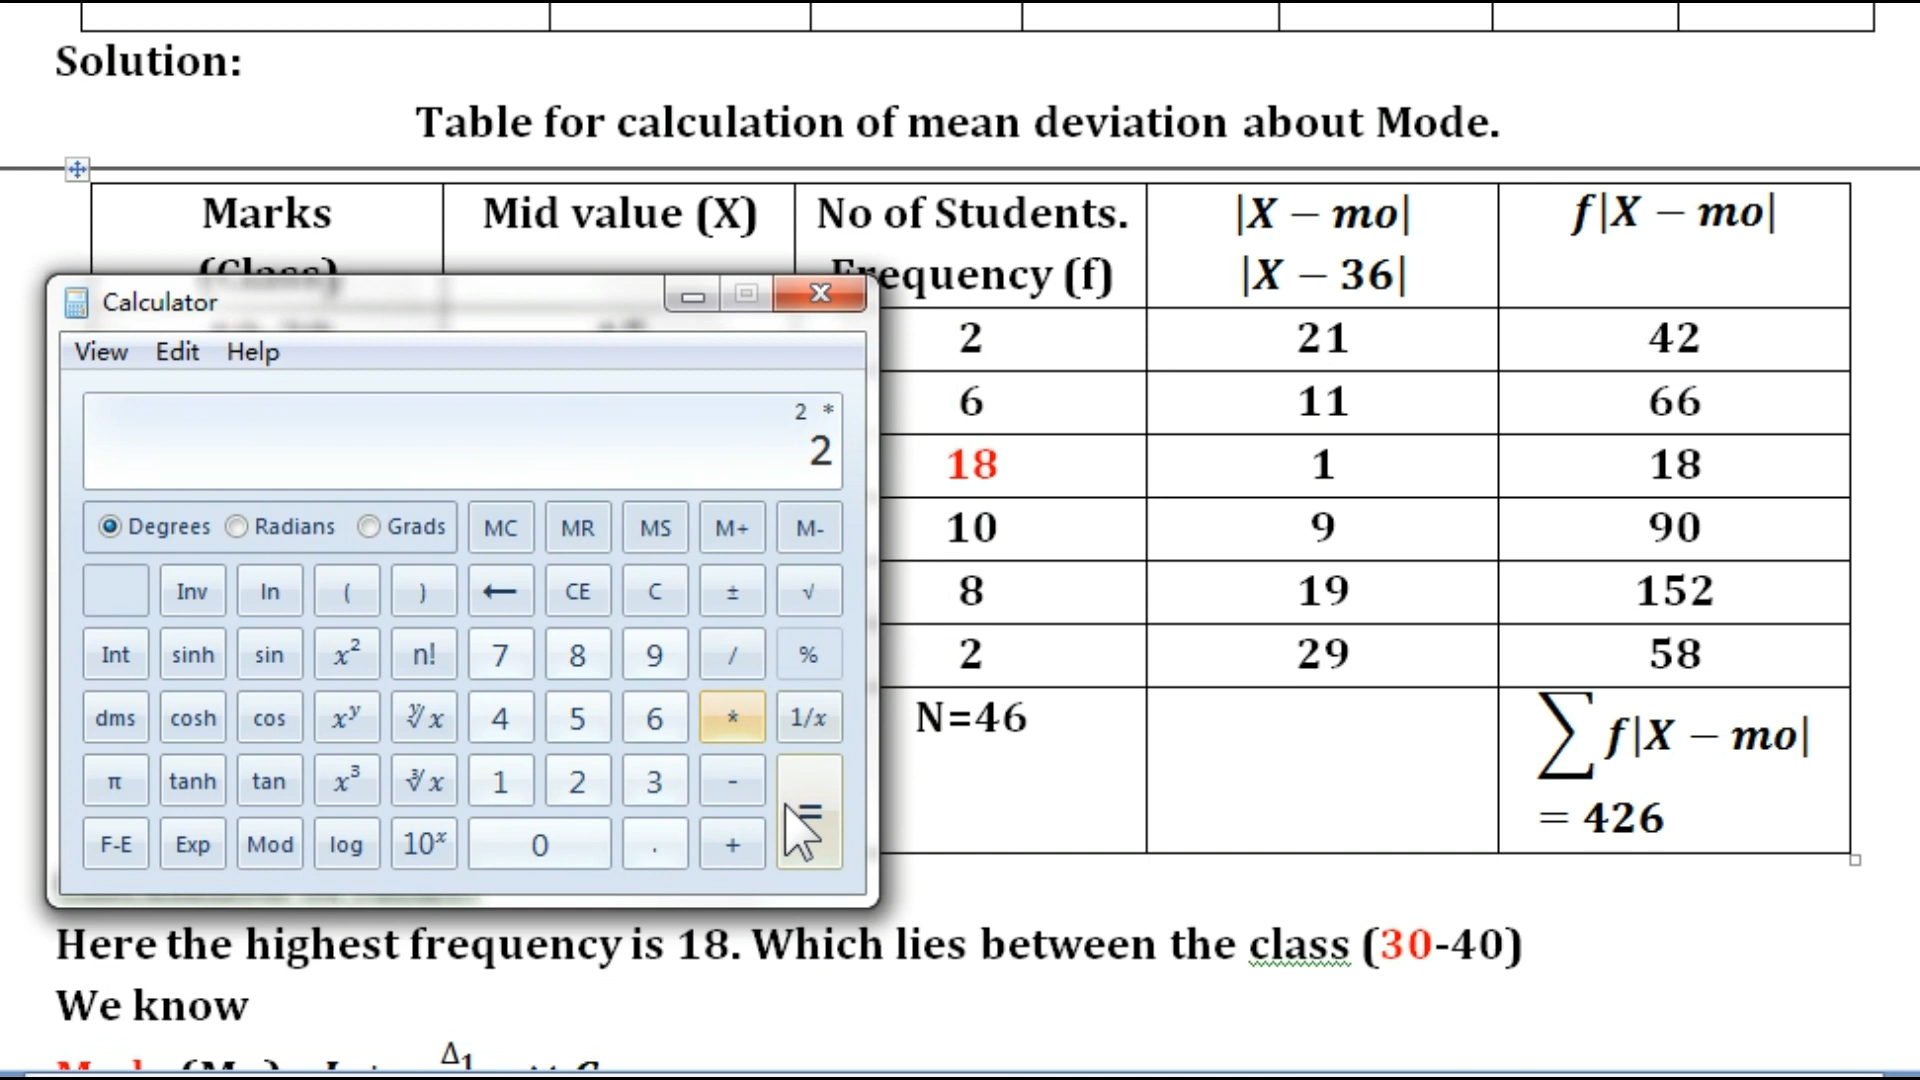 Solution:
Table for calculation of mean deviation about Mode.
Marks (Class) Mid value (X) No of Students. Frequency (f) |X − mo| |X − 36| f|X − mo|
2 21 42
6 11 66
18 1 18
10 9 90
8 19 152
2 29 58
N=46 ∑ f|X − mo| = 426
Calculator
View Edit Help
2 *
2
Degrees Radians Grads MC MR MS M+ M-
Inv In ( ) ← CE C ± √
Int sinh sin x² n! 7 8 9 / %
dms cosh cos xʸ ʸ√x 4 5 6 * 1/x
π tanh tan x³ ³√x 1 2 3 - =
F-E Exp Mod log 10ˣ 0 . +
Here the highest frequency is 18. Which lies between the class (30-40)
We know
Δ₁